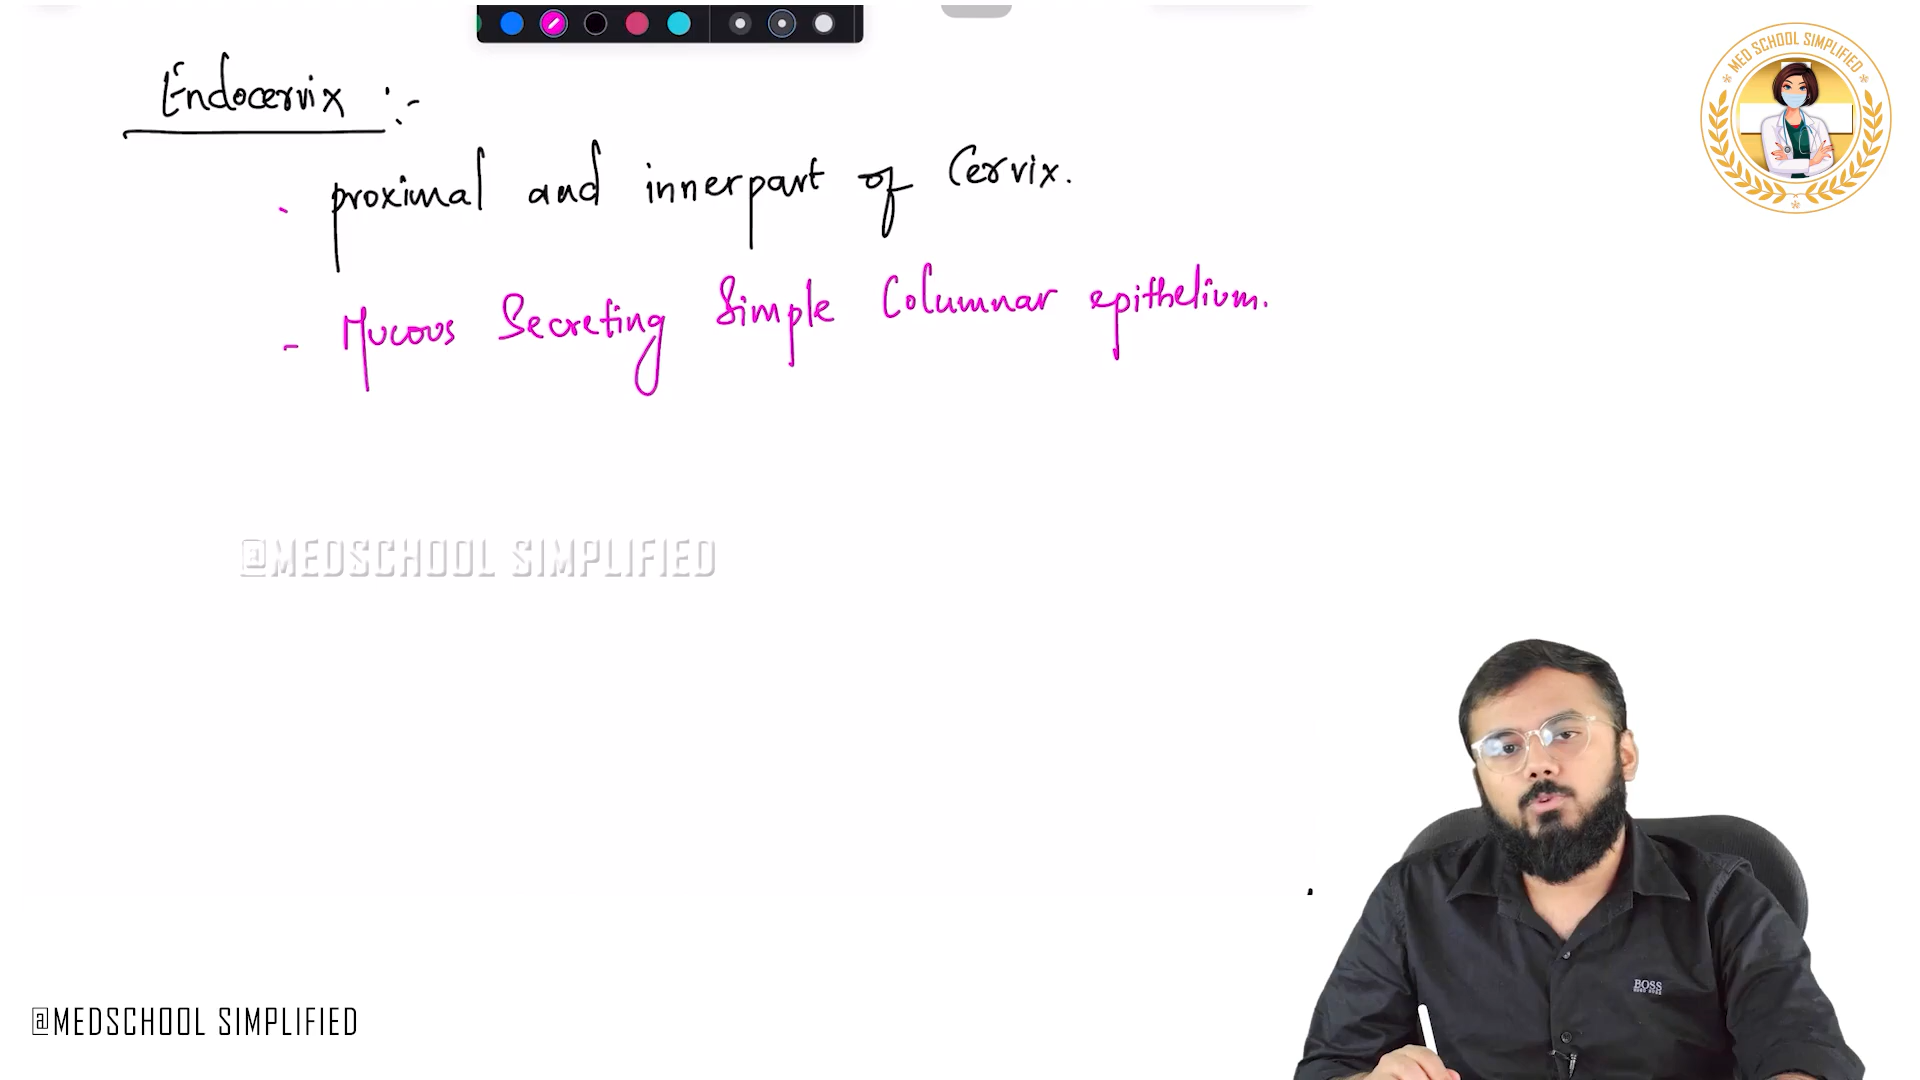 MED SCHOOL SIMPLIFIED
Endocervix :-
proximal and innerpart of Cervix.
- Mucous Secreting Simple Columnar epithelium.
@MEDSCHOOL SIMPLIFIED
BOSS
@MEDSCHOOL SIMPLIFIED